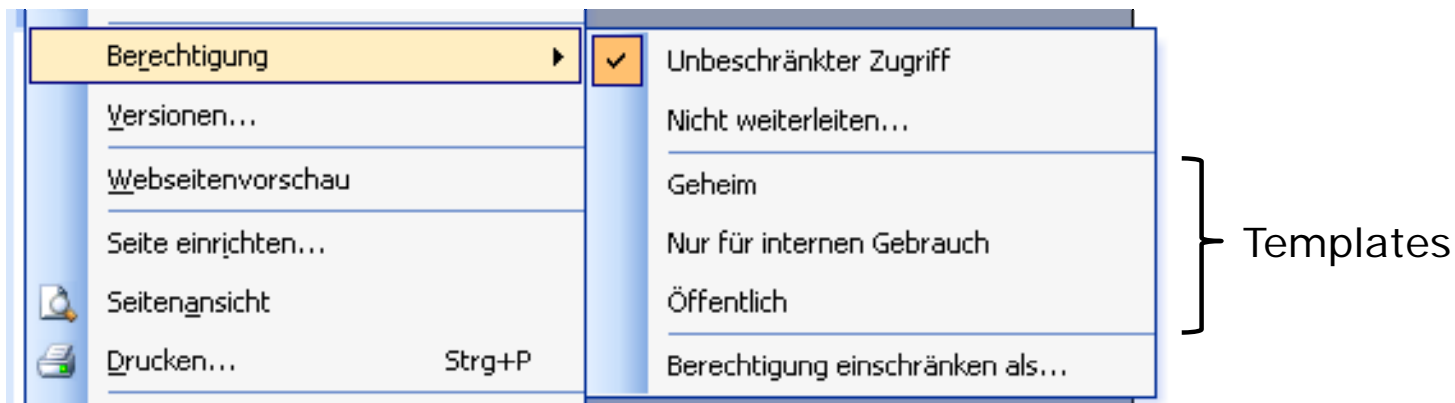 Berechtigung
Versionen...
Webseitenvorschau
Seite einrichten...
Seitenansicht
Drucken... Strg+P
Unbeschränkter Zugriff
Nicht weiterleiten...
Geheim
Nur für internen Gebrauch
Öffentlich
Berechtigung einschränken als...
Templates